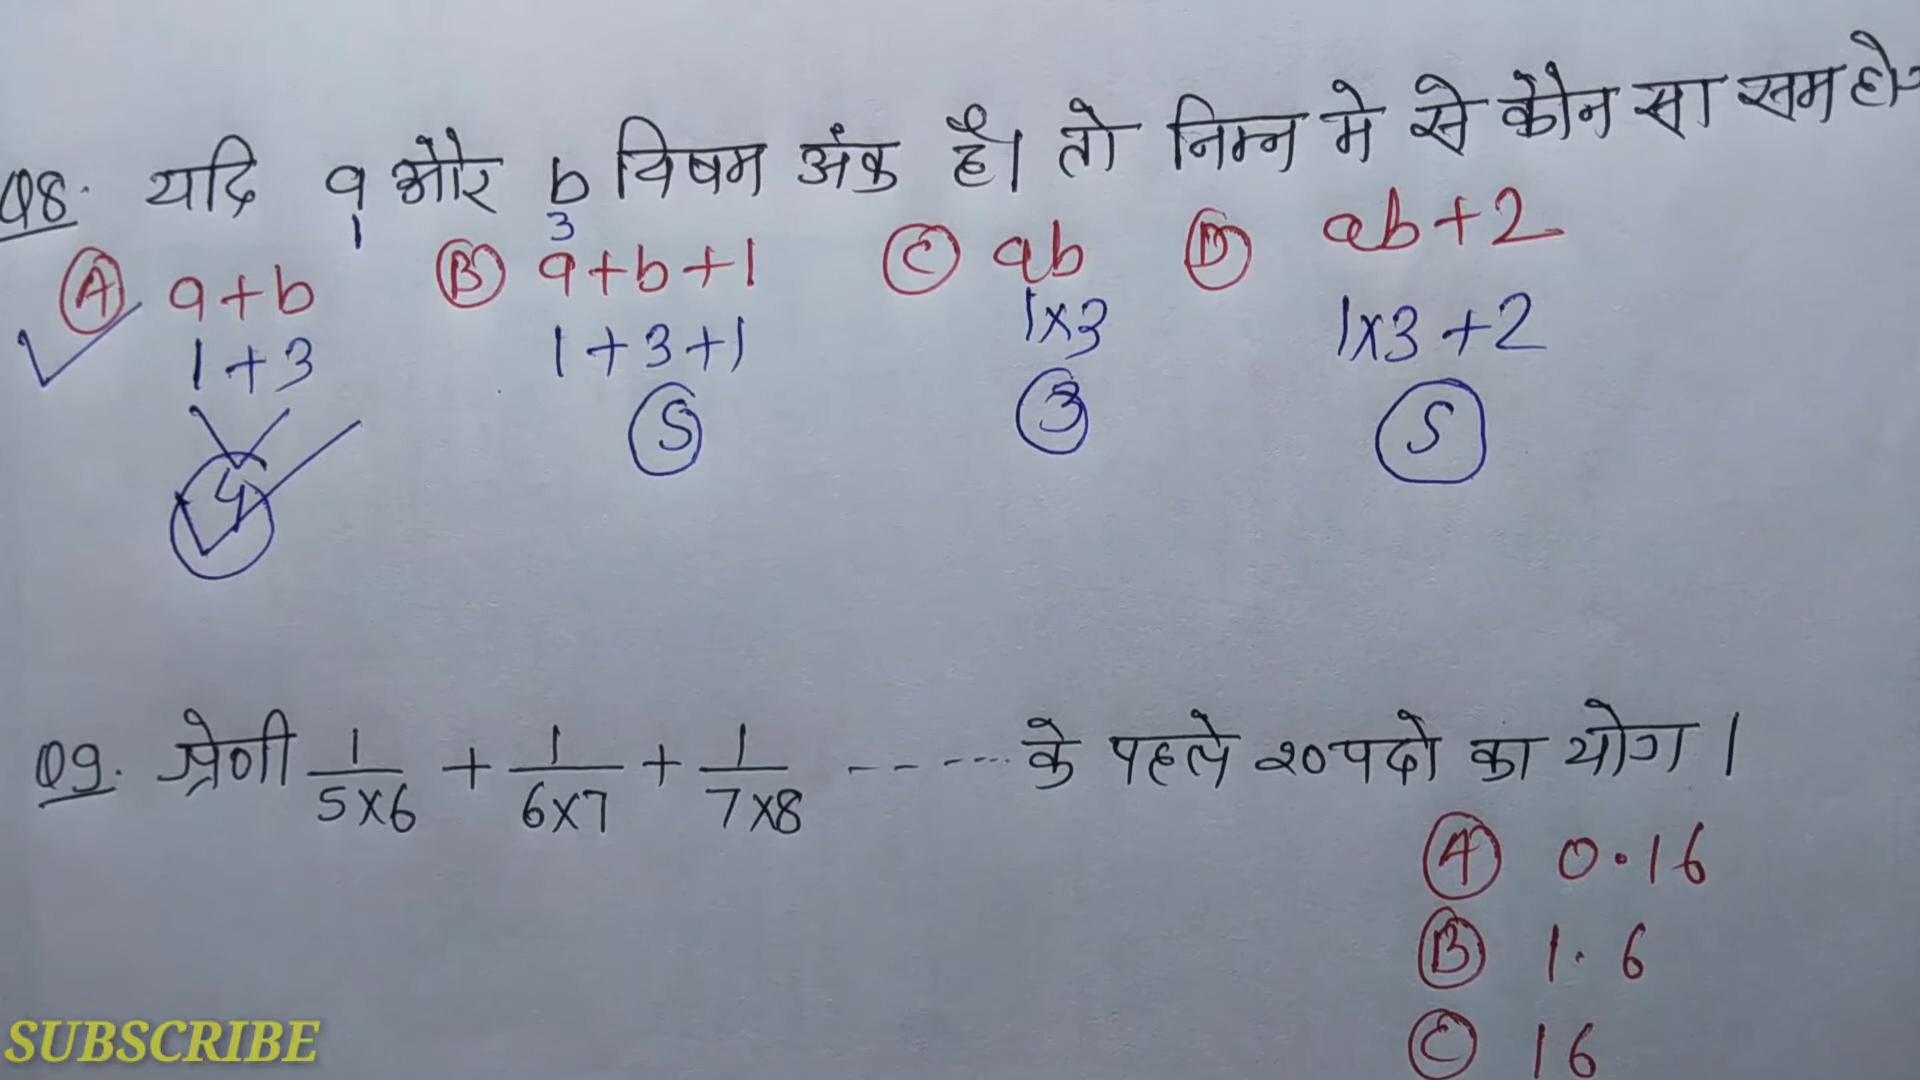 Q8. यदि a और b विषम अंक है। तो निम्न मे से कौन सा सम
1 3
(A) a+b (B) a+b+1 (C) ab (D) ab+2
1+3 1+3+1 1x3 1x3+2
4 5 3 5
Q9. श्रेणी 1/5x6 + 1/6x7 + 1/7x8 ------- के पहले २० पदो का योग ।
(A) 0.16
(B) 1.6
(C) 16
SUBSCRIBE